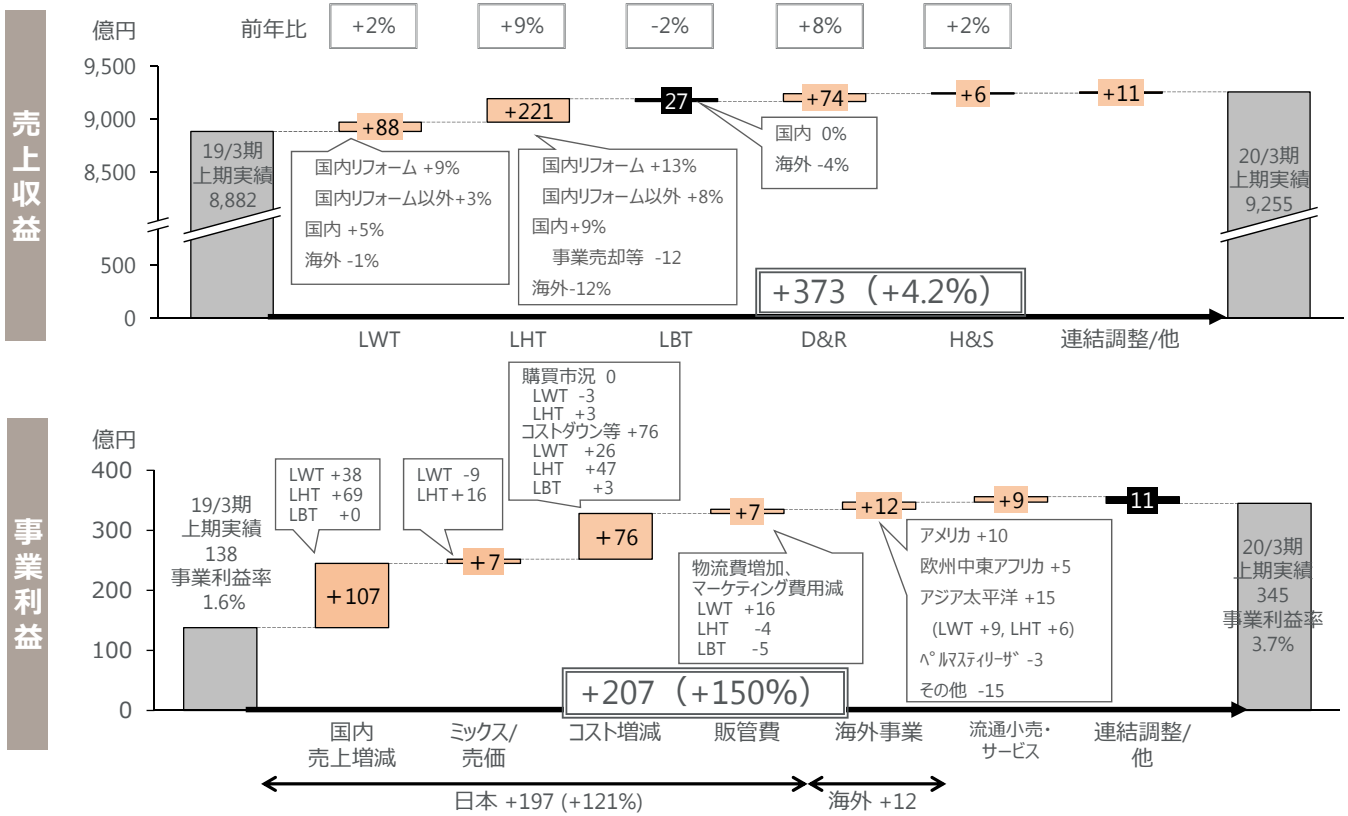 売上収益
億円
前年比
+2%
+9%
-2%
+8%
+2%
9,500
9,000
8,500
500
0
19/3期
上期実績
8,882
+88
+221
27
+74
+6
+11
20/3期
上期実績
9,255
国内リフォーム +9%
国内リフォーム以外+3%
国内 +5%
海外 -1%
国内リフォーム +13%
国内リフォーム以外 +8%
国内+9%
事業売却等 -12
海外-12%
国内 0%
海外 -4%
+373（+4.2%）
LWT
LHT
LBT
D&R
H&S
連結調整/他
事業利益
億円
400
300
200
100
0
19/3期
上期実績
138
事業利益率
1.6%
LWT +38
LHT +69
LBT +0
LWT -9
LHT＋16
購買市況 0
LWT -3
LHT +3
コストダウン等 +76
LWT +26
LHT +47
LBT +3
＋107
+7
＋76
+7
+12
+9
11
物流費増加、
マーケティング費用減
LWT +16
LHT -4
LBT -5
アメリカ +10
欧州中東アフリカ +5
アジア太平洋 +15
(LWT +9, LHT +6)
ﾍﾟﾙﾏｽティリーザ -3
その他 -15
20/3期
上期実績
345
事業利益率
3.7%
+207（+150%）
国内
売上増減
ミックス/
売価
コスト増減
販管費
海外事業
流通小売・
サービス
連結調整/
他
日本 +197 (+121%)
海外 +12